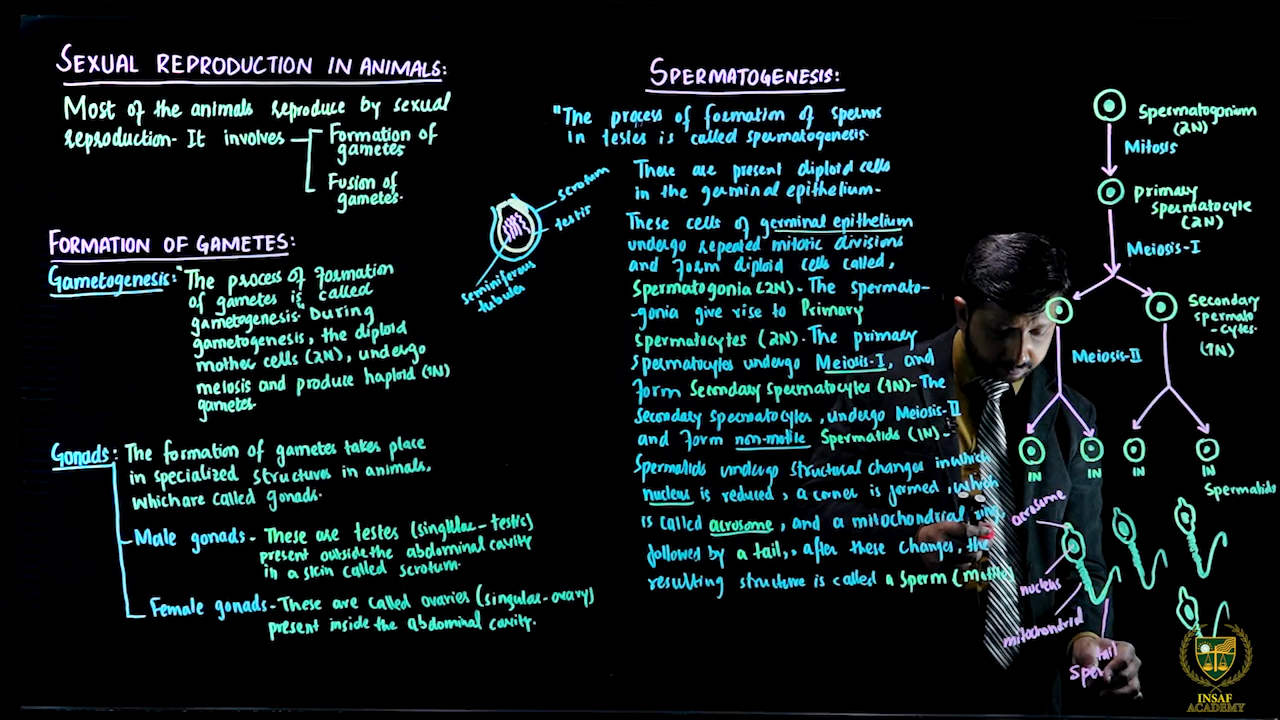 SEXUAL REPRODUCTION IN ANIMALS:
Most of the animals reproduce by sexual
reproduction. It involves
Formation of
gametes
Fusion of
gametes.
FORMATION OF GAMETES:
Gametogenesis: "The process of formation
of gametes is called
gametogenesis. During
gametogenesis, the diploid
mother cells (2N), undergo
meiosis and produce haploid (1N)
gametes.
Gonads: The formation of gametes takes place
in specialized structures in animals,
which are called gonads.
Male gonads - These are testes (singular - testis)
present outside the abdominal cavity
in a skin called scrotum.
Female gonads - These are called ovaries (singular - ovary)
present inside the abdominal cavity.
scrotum
testis
seminiferous
tubules
SPERMATOGENESIS:
"The process of formation of sperms
in testes is called spermatogenesis.
There are present diploid cells
in the germinal epithelium.
These cells of germinal epithelium
undergo repeated mitotic divisions
and form diploid cells called,
Spermatogonia (2N). The spermato-
-gonia give rise to Primary
spermatocytes (2N). The primary
spermatocytes undergo Meiosis-I, and
form Secondary spermatocytes (1N). The
Secondary spermatocytes, undergo Meiosis-II
and form non-motile Spermatids (1N).
Spermatids undergo structural changes in which
nucleus is reduced, a corner is formed, which
is called acrosome, and a mitochondrial ring
followed by a tail,, after these changes, the
resulting structure is called a Sperm (Motile)
Spermatogonium
(2N)
Mitosis
primary
spermatocyte
(2N)
Meiosis-I
Secondary
spermato
-cytes.
(1N)
Meiosis-II
1N
1N
1N
1N
Spermatids
acrosome
nucleus
mitochondria
tail
Spe
INSAF
ACADEMY